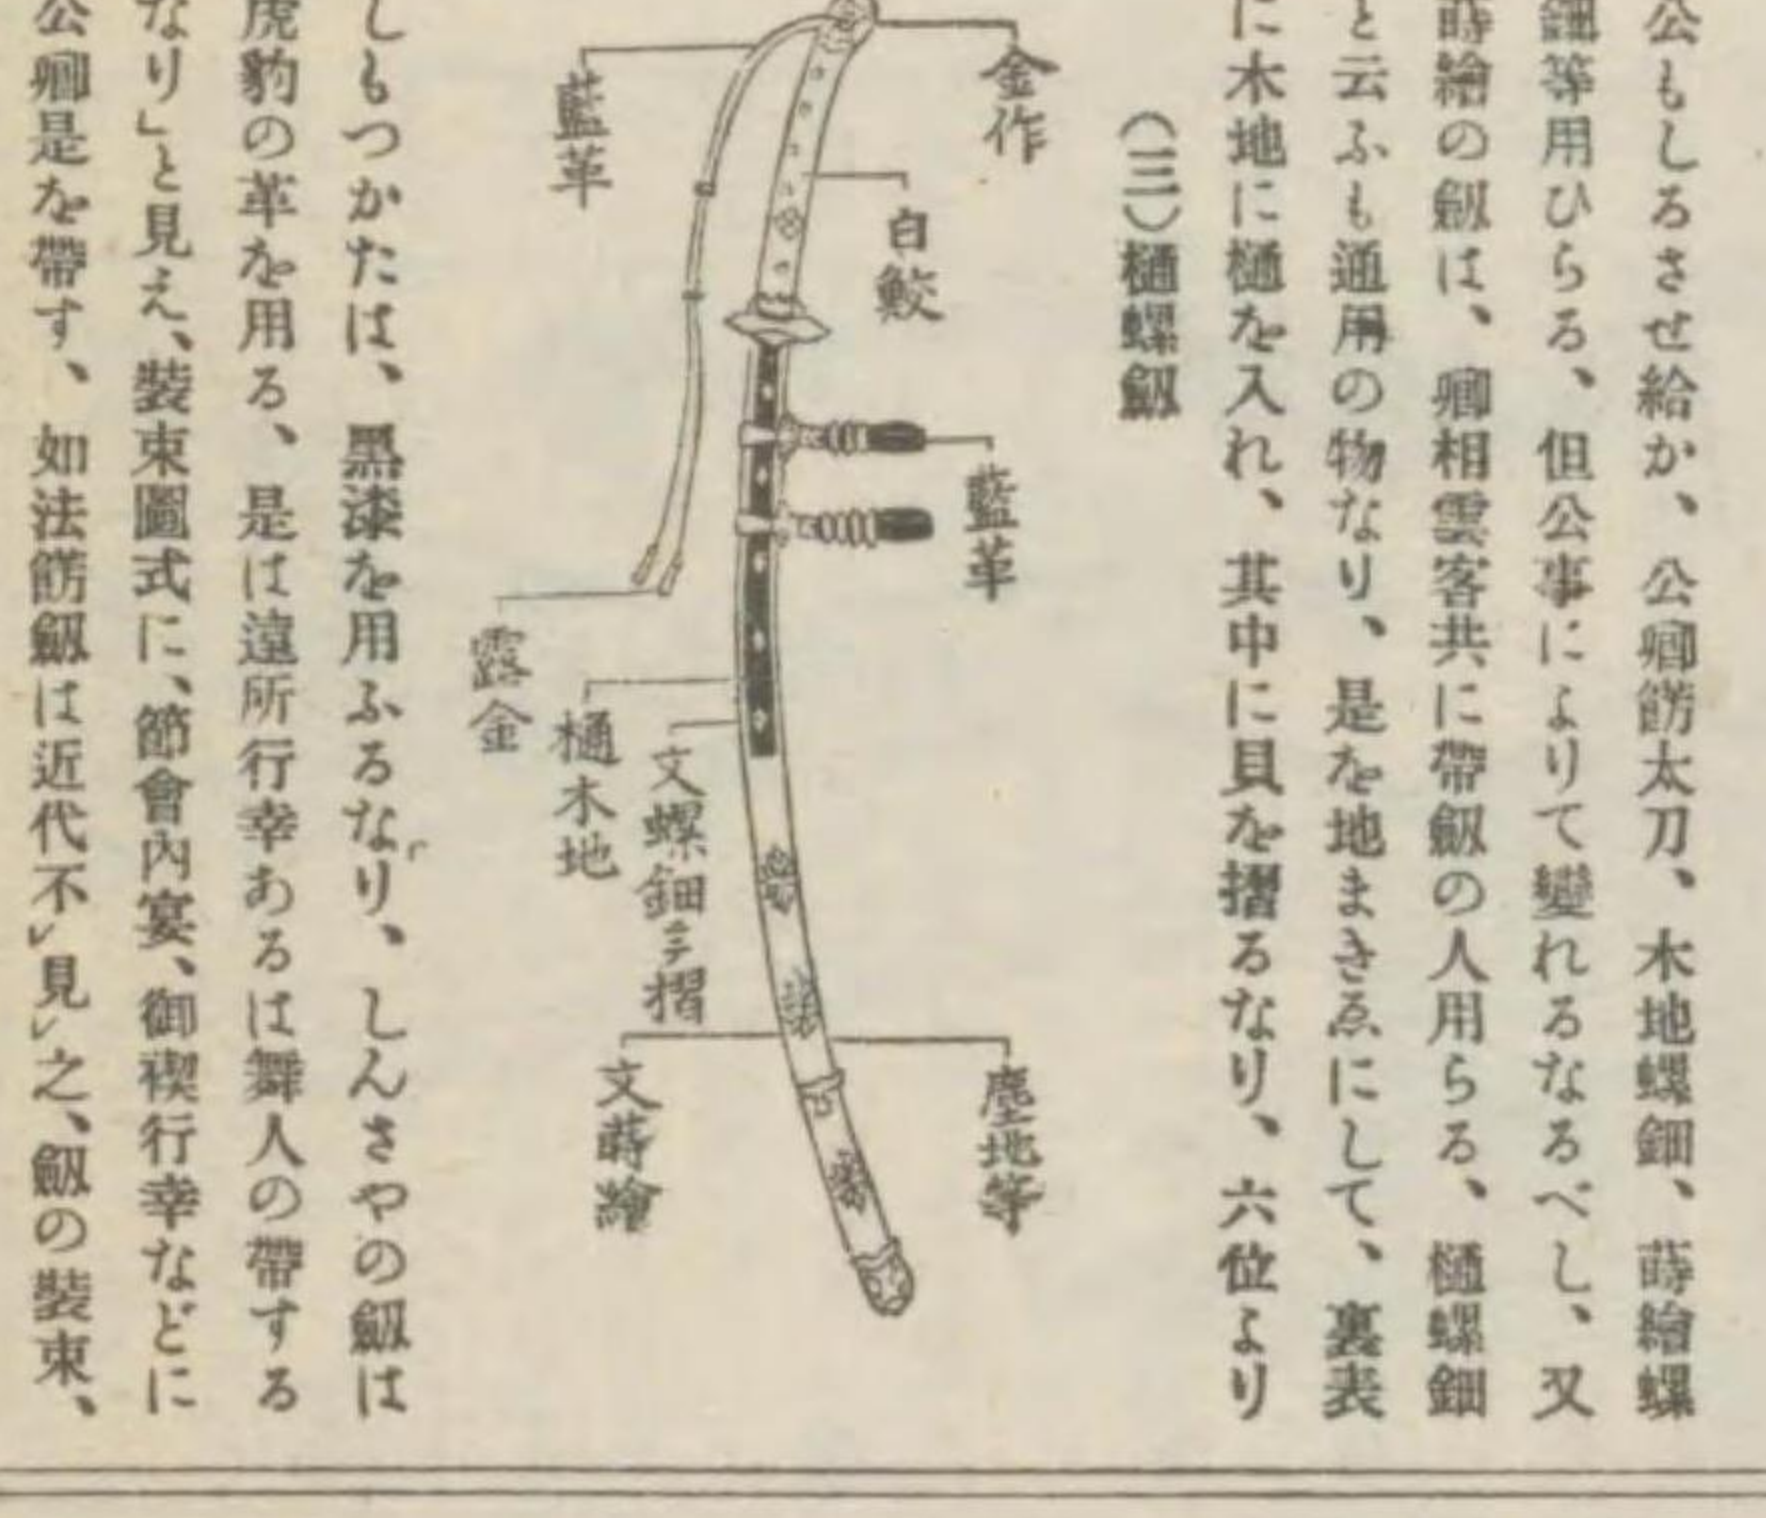 公もしるさせ給か、公卿餝太刀、木地螺鈿、蒔繪螺
鈿等用ひらる、但公事によりて變れるなるべし、又
蒔繪の劔は、卿相雲客共に帶劔の人用らる、樋螺鈿
と云ふも通用の物なり、是を地まきゑにして、裏表
に木地に樋を入れ、其中に貝を摺るなり、六位より
(三)樋螺劔
金作
白鮫
藍革
塵地等
藍革
文螺鈿ヲ摺
文蒔繪
樋木地
露金
しもつかたは、黑漆を用ふるなり、しんさやの劔は
虎豹の革を用る、是は遠所行幸あるは舞人の帶する
なり」と見え、裝束圖式に、節會內宴、御禊行幸などに
公卿是を帶す、如法餝劔は近代不レ見レ之、劔の裝束、